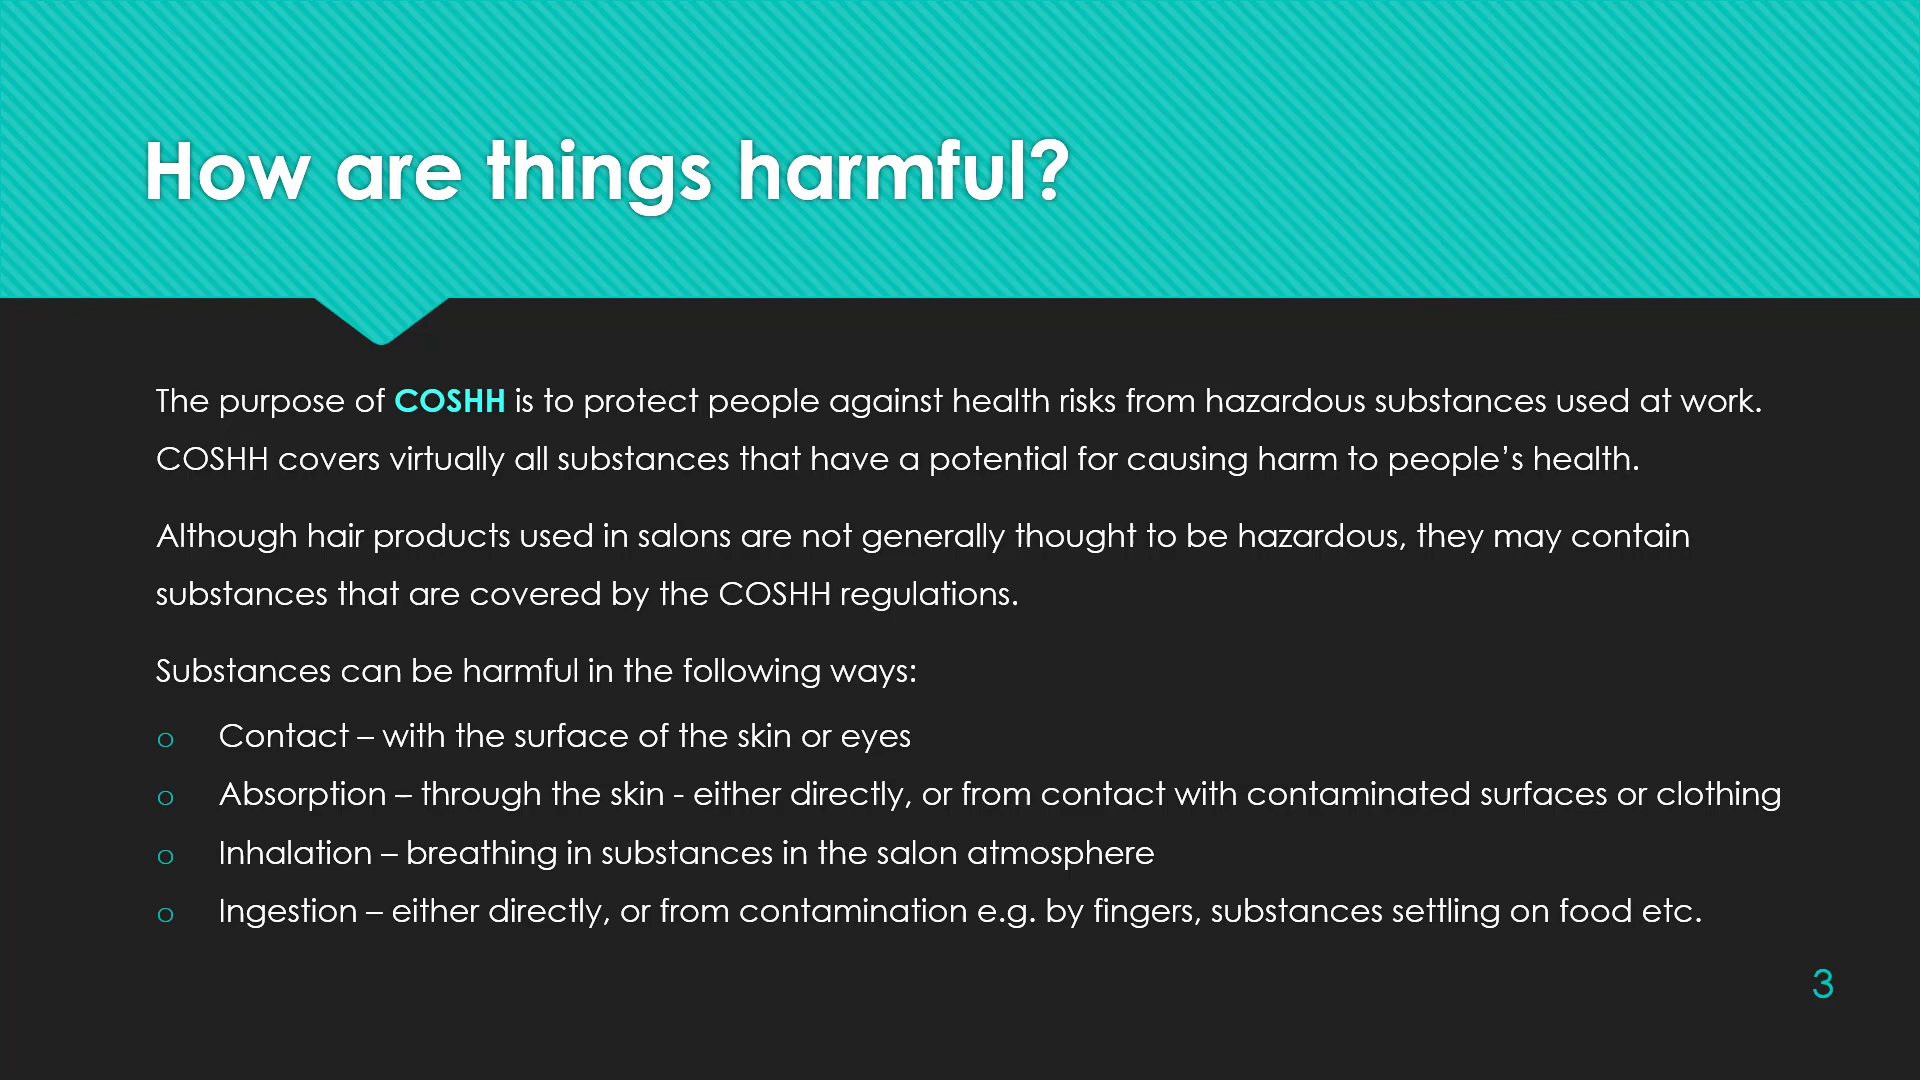 How are things harmful?
The purpose of COSHH is to protect people against health risks from hazardous substances used at work.
COSHH covers virtually all substances that have a potential for causing harm to people’s health.
Although hair products used in salons are not generally thought to be hazardous, they may contain
substances that are covered by the COSHH regulations.
Substances can be harmful in the following ways:
o Contact – with the surface of the skin or eyes
o Absorption – through the skin - either directly, or from contact with contaminated surfaces or clothing
o Inhalation – breathing in substances in the salon atmosphere
o Ingestion – either directly, or from contamination e.g. by fingers, substances settling on food etc.
3